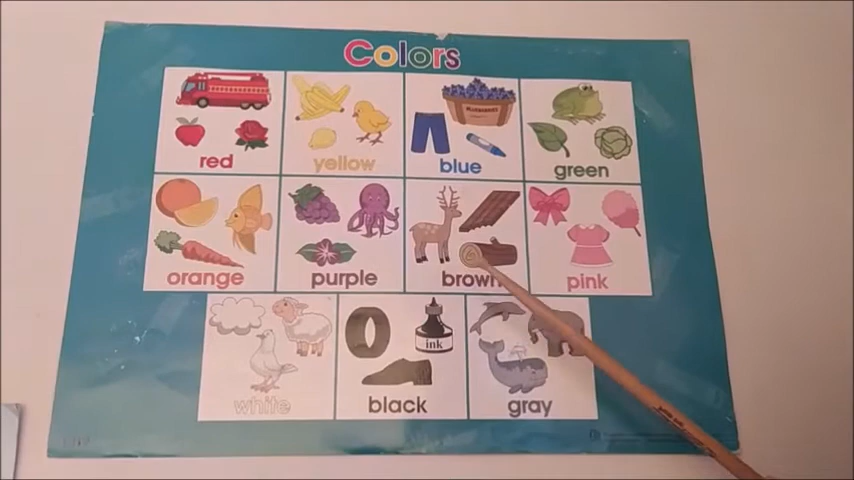 Colors
red
yellow
blue
green
orange
purple
brown
pink
ink
white
black
gray